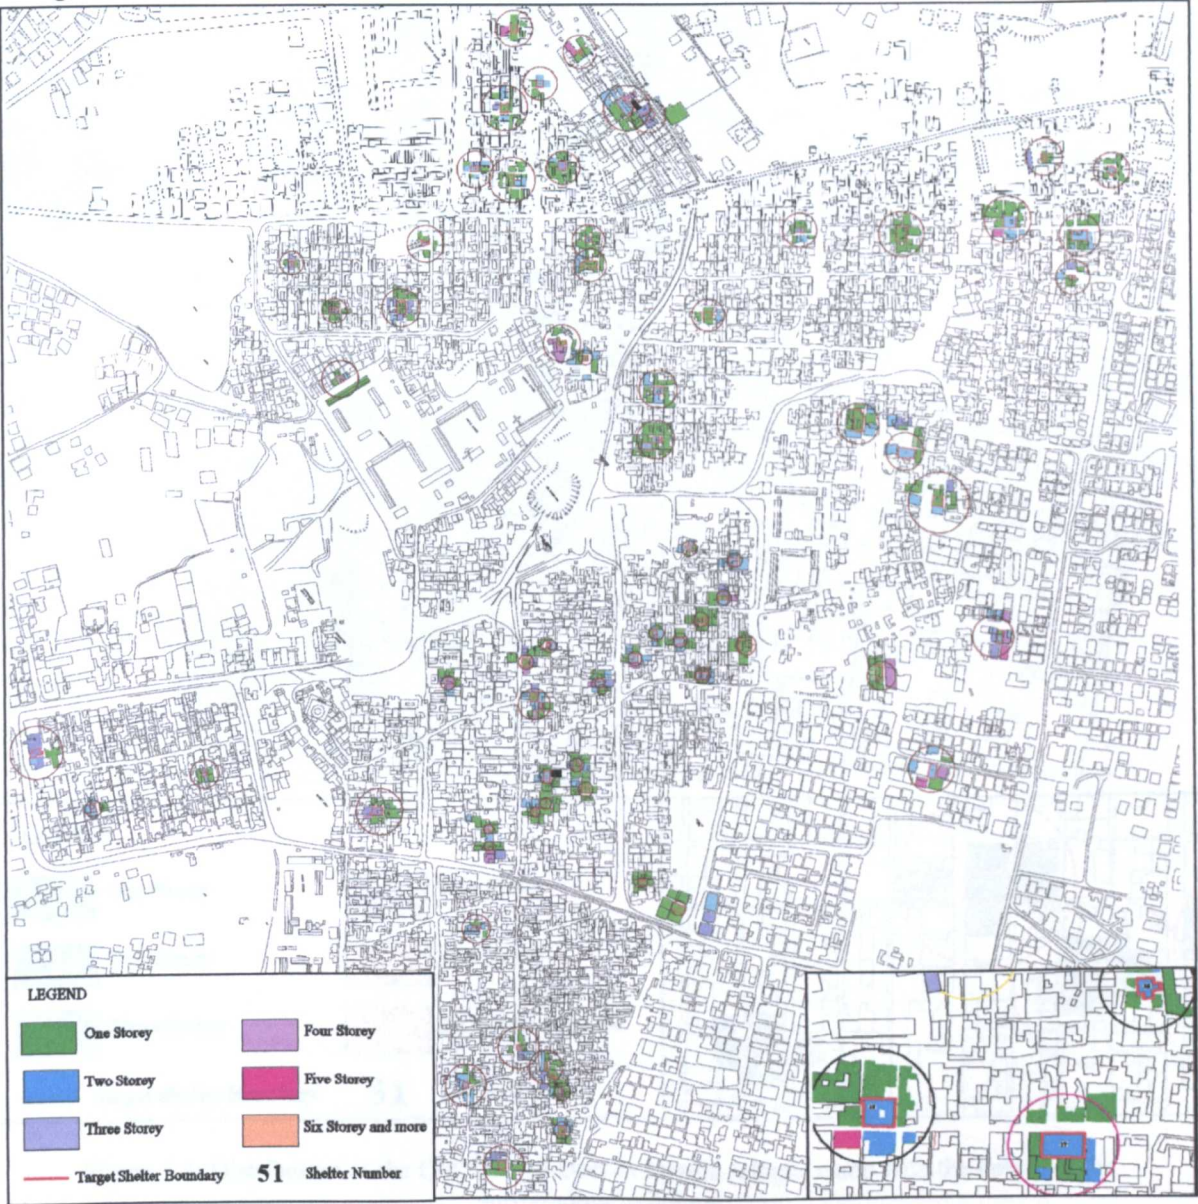 LEGEND
One Storey
Four Storey
Two Storey
Five Storey
Three Storey
Six Storey and more
Target Shelter Boundary
51 Shelter Number